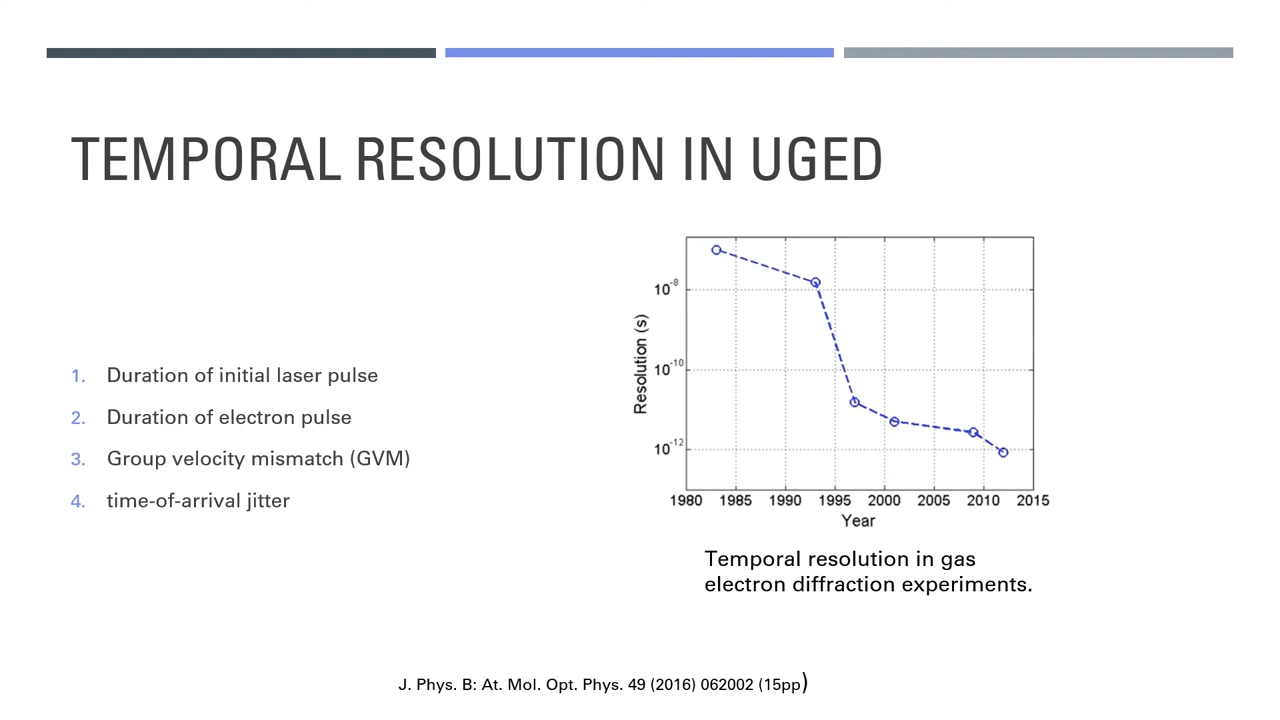 TEMPORAL RESOLUTION IN UGED
1. Duration of initial laser pulse
2. Duration of electron pulse
3. Group velocity mismatch (GVM)
4. time-of-arrival jitter
Resolution (s)
10⁻⁸
10⁻¹⁰
10⁻¹²
1980 1985 1990 1995 2000 2005 2010 2015
Year
Temporal resolution in gas
electron diffraction experiments.
J. Phys. B: At. Mol. Opt. Phys. 49 (2016) 062002 (15pp)